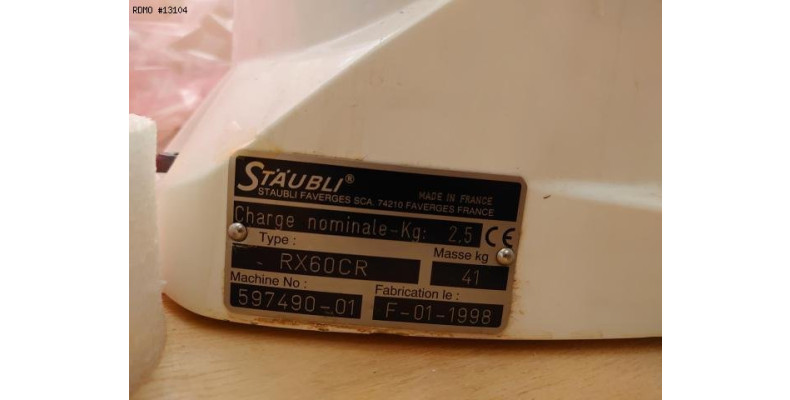 RDMO #13104
STÄUBLI®
MADE IN FRANCE
STAUBLI FAVERGES SCA. 74210 FAVERGES FRANCE
Charge nominale-Kg: 2.5 CE
Type : Masse kg
RX60CR 41
Machine No : Fabrication le :
597490-01 F-01-1998